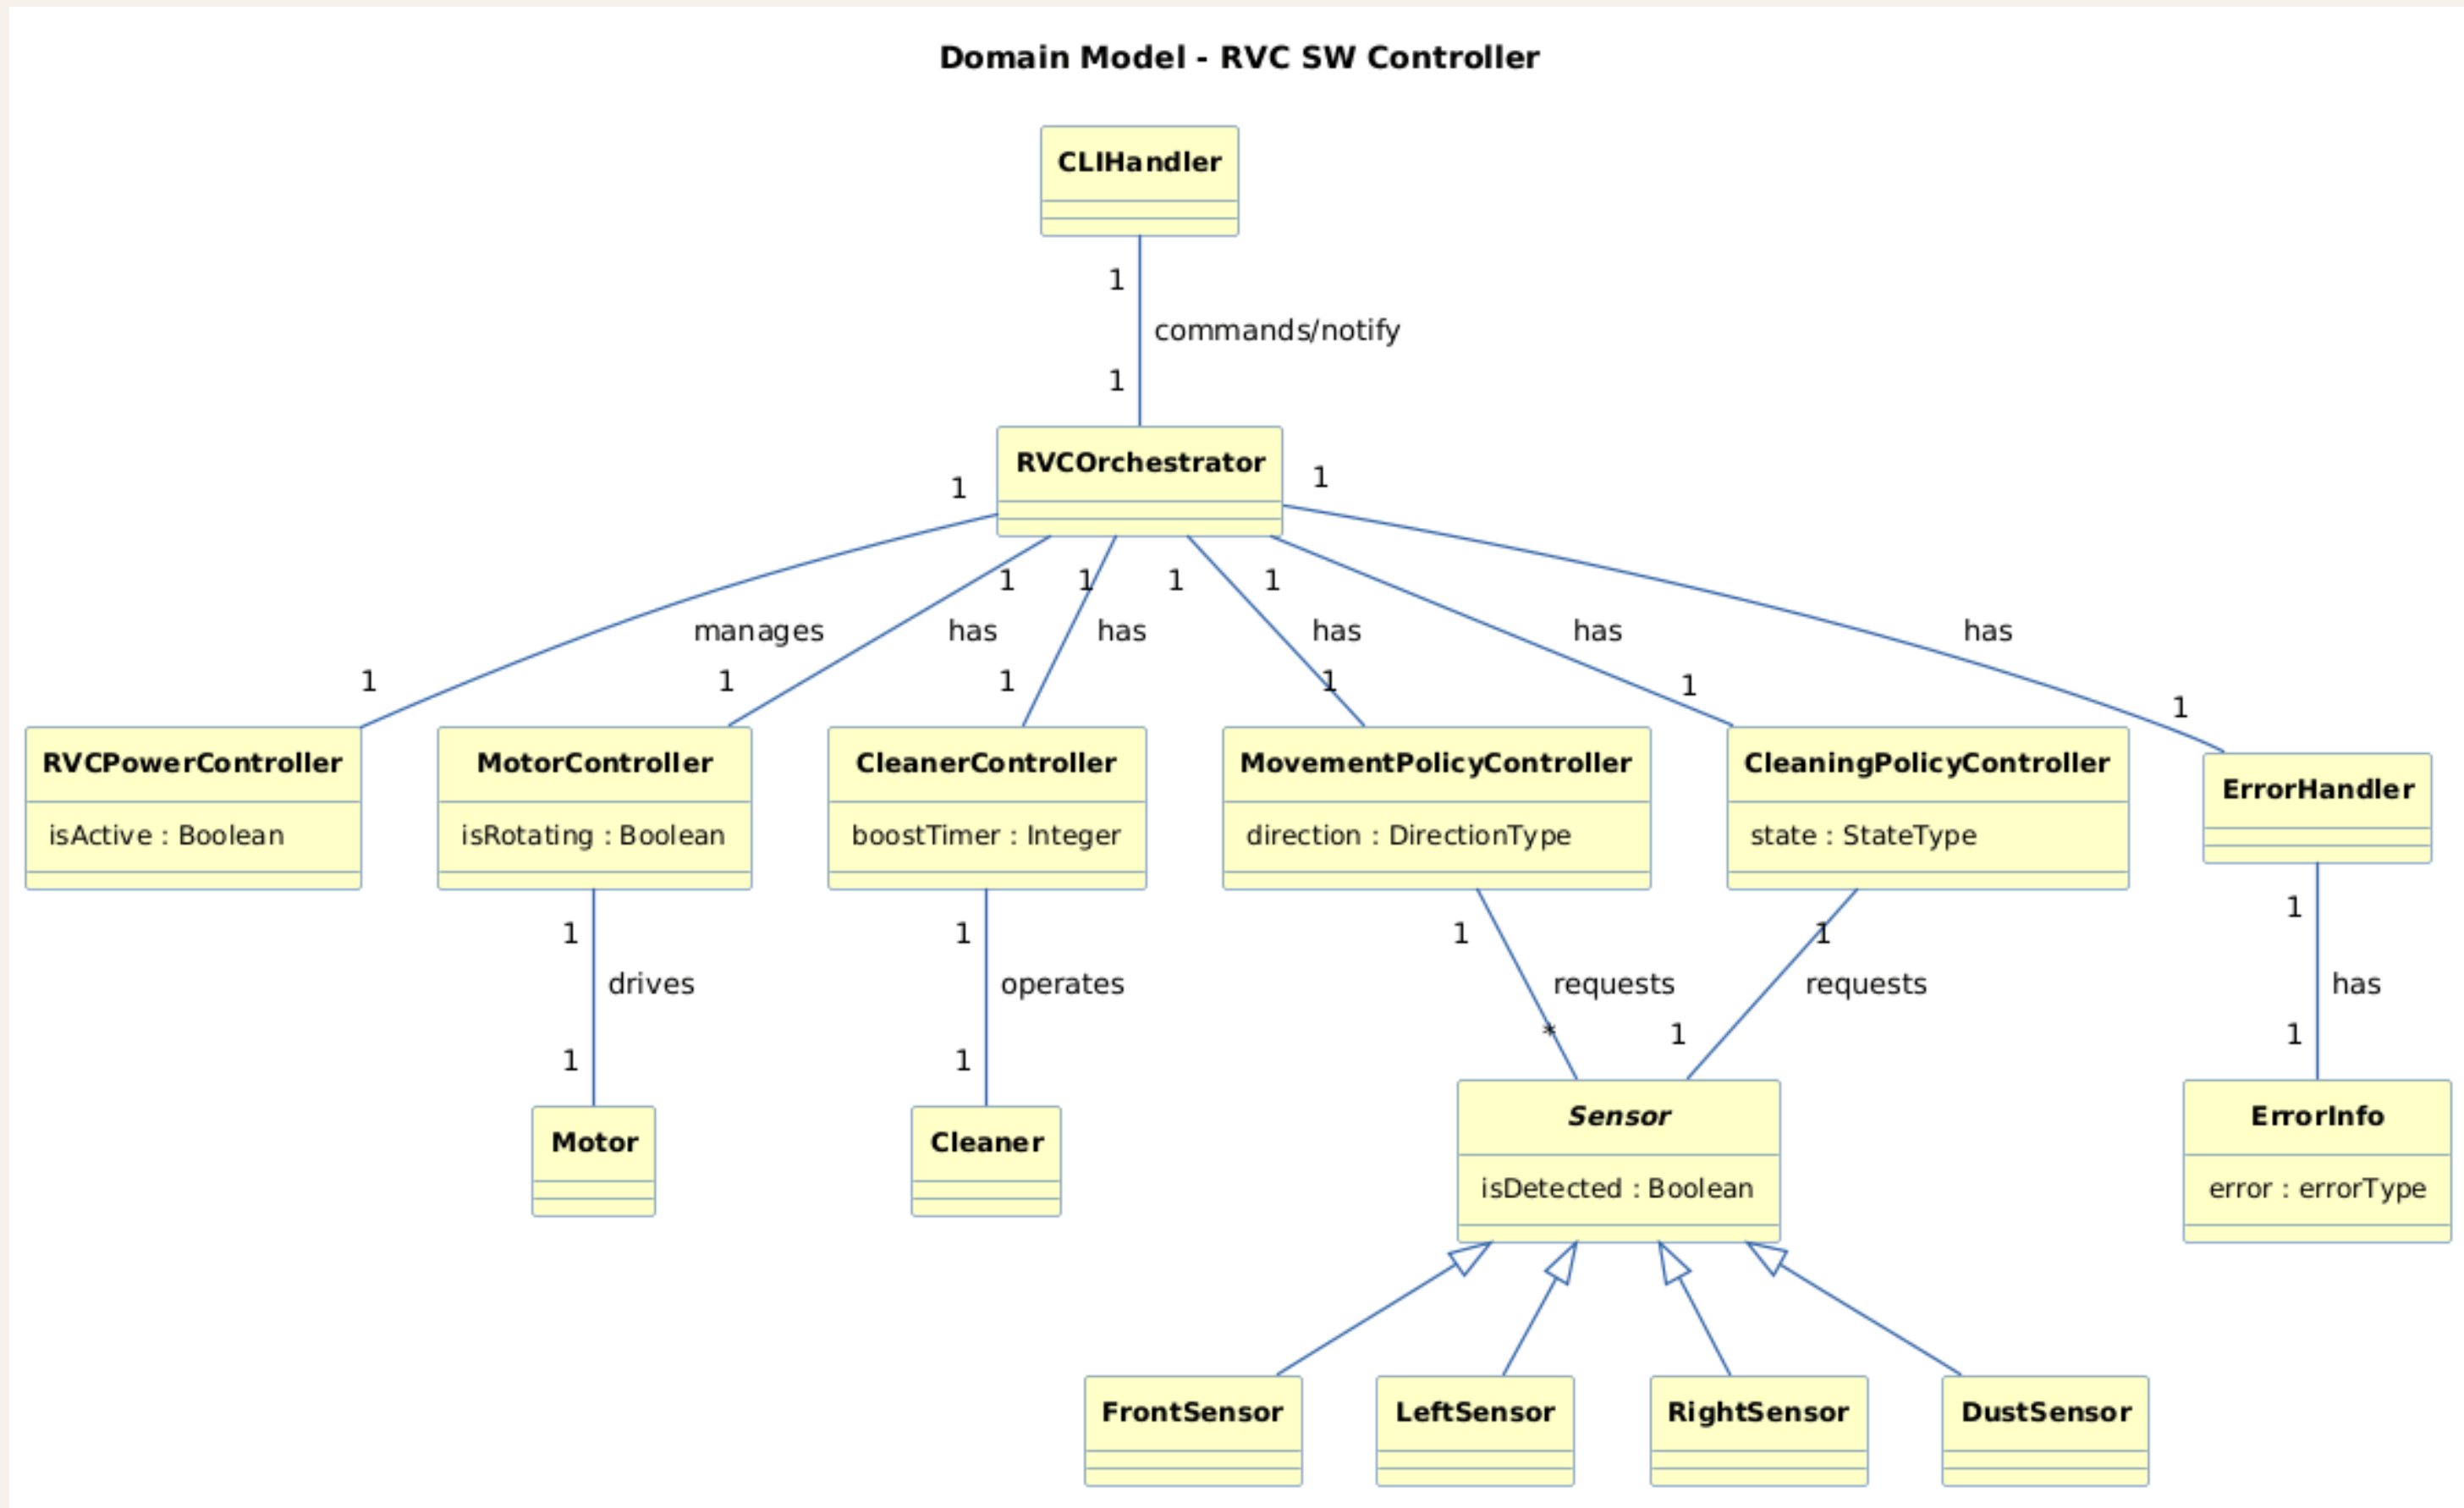 Domain Model - RVC SW Controller
CLIHandler
1
commands/notify
1
RVCOrchestrator
1
1
1
1
1
1
manages
has
has
has
has
has
1
1
1
1
1
1
RVCPowerController
isActive : Boolean
MotorController
isRotating : Boolean
CleanerController
boostTimer : Integer
MovementPolicyController
direction : DirectionType
CleaningPolicyController
state : StateType
ErrorHandler
1
1
1
1
1
drives
operates
requests
requests
has
1
1
*
1
1
Motor
Cleaner
Sensor
isDetected : Boolean
ErrorInfo
error : errorType
FrontSensor
LeftSensor
RightSensor
DustSensor